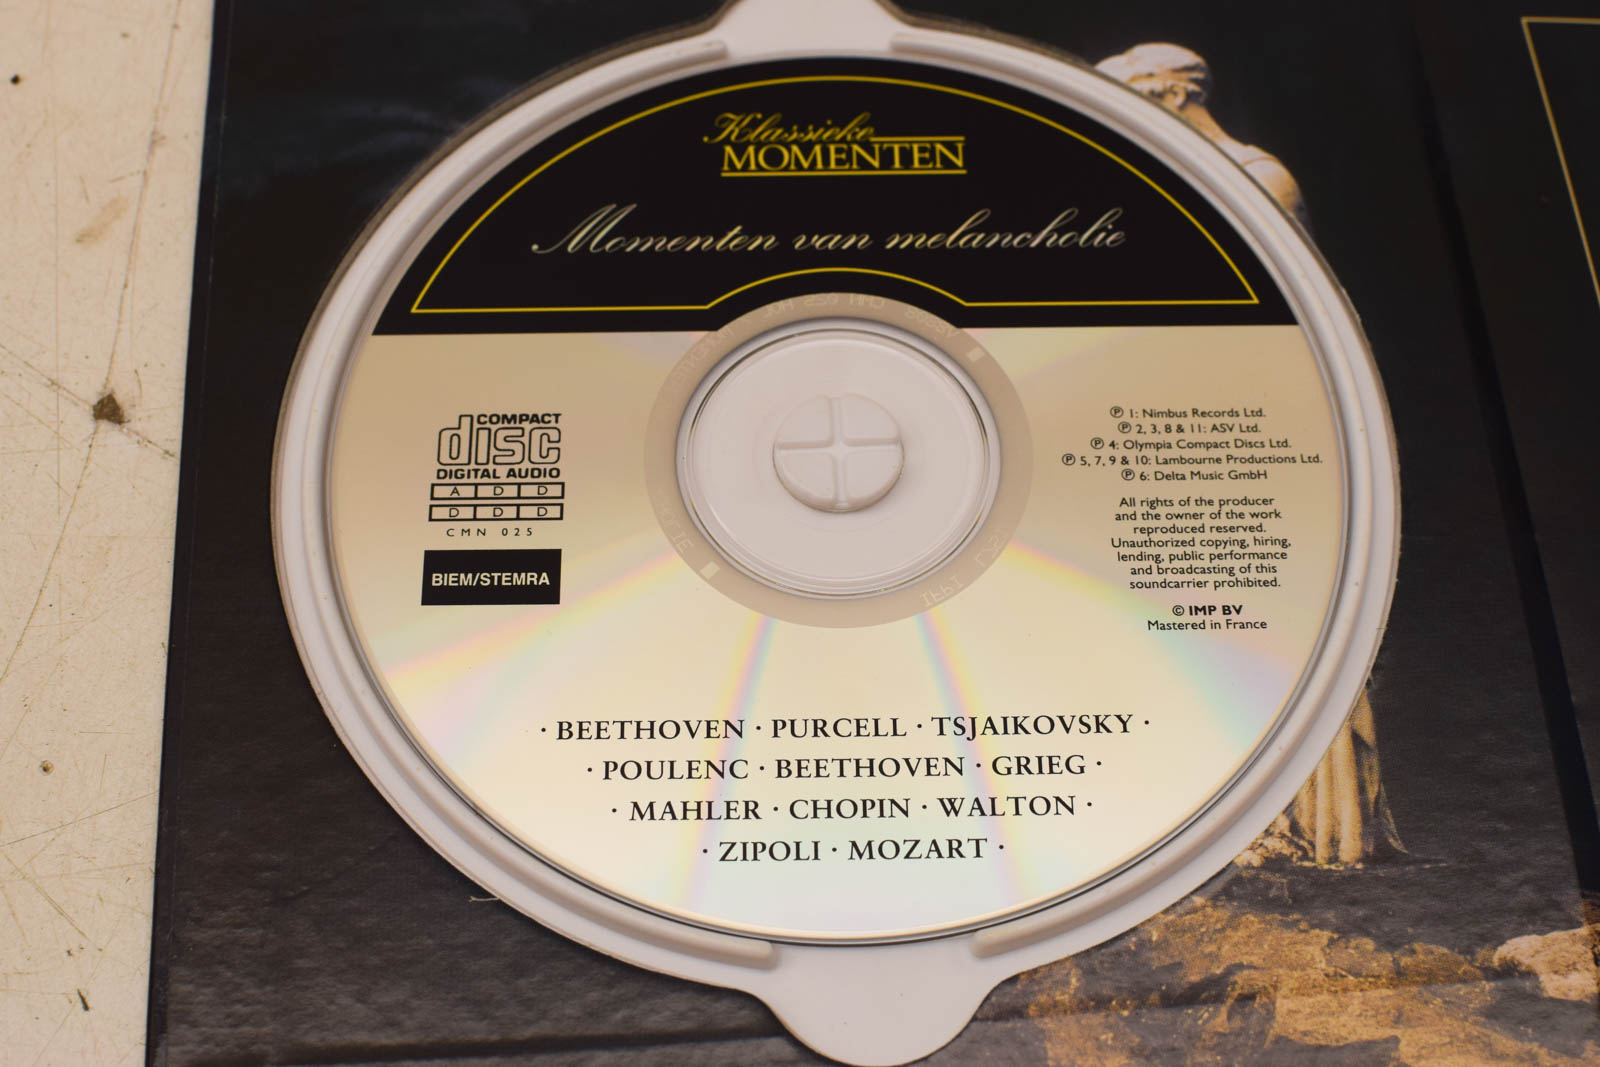 Klassieke
MOMENTEN
Momenten van melancholie
COMPACT
disc
DIGITAL AUDIO
A D D
D D D
CMN 025
BIEM/STEMRA
℗ 1: Nimbus Records Ltd.
℗ 2, 3, 8 & 11: ASV Ltd.
℗ 4: Olympia Compact Discs Ltd.
℗ 5, 7, 9 & 10: Lambourne Productions Ltd.
℗ 6: Delta Music GmbH
All rights of the producer
and the owner of the work
reproduced reserved.
Unauthorized copying, hiring,
lending, public performance
and broadcasting of this
soundcarrier prohibited.
© IMP BV
Mastered in France
· BEETHOVEN · PURCELL · TSJAIKOVSKY ·
· POULENC · BEETHOVEN · GRIEG ·
· MAHLER · CHOPIN · WALTON ·
· ZIPOLI · MOZART ·